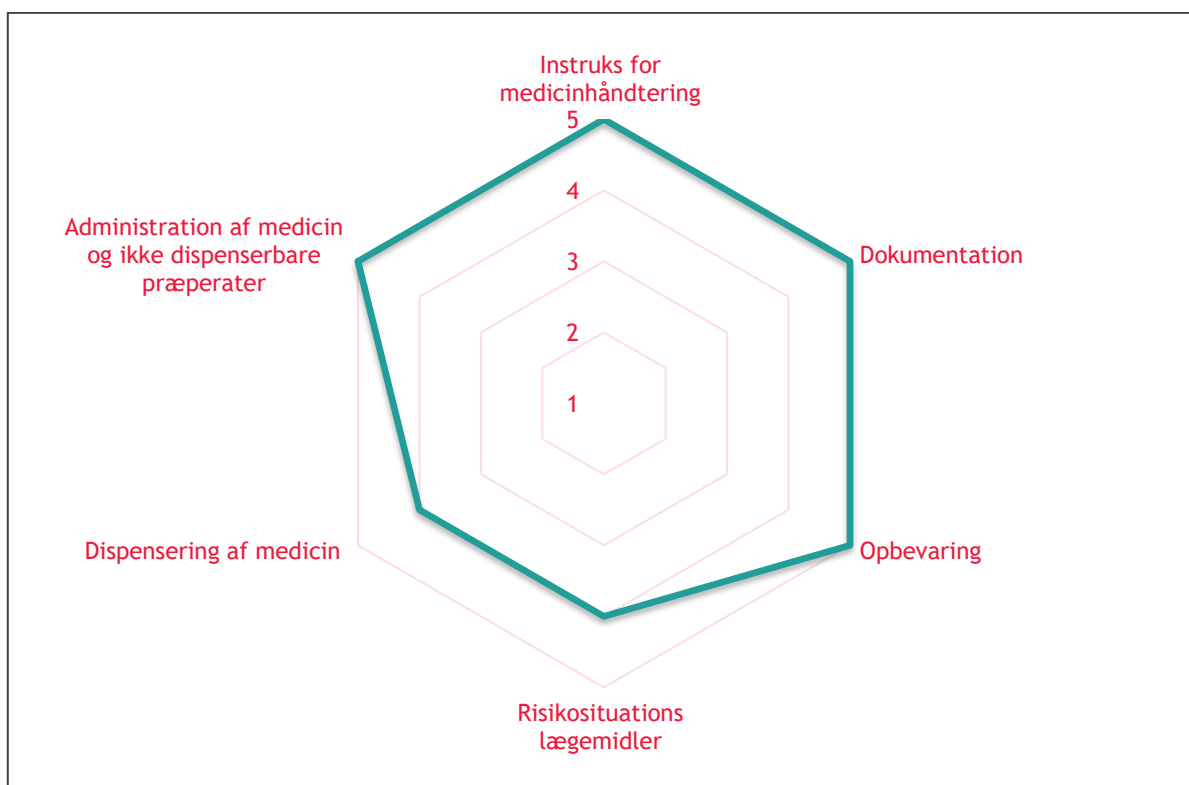 Instruks for
medicinhåndtering
5
4
3
2
1
Dokumentation
Opbevaring
Risikosituations
lægemidler
Dispensering af medicin
Administration af medicin
og ikke dispenserbare
præperater